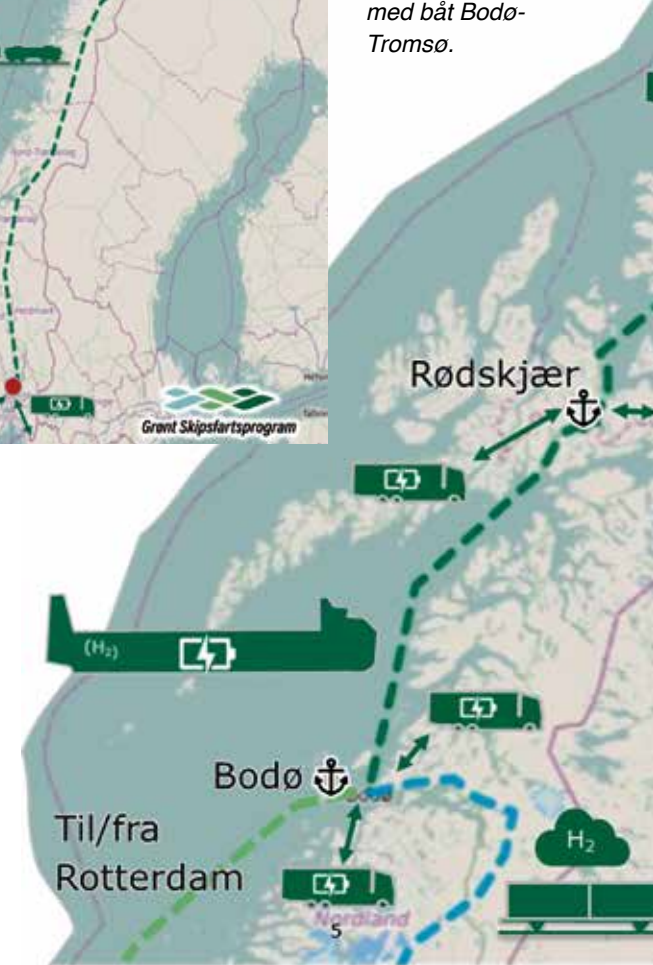 med båt Bodø-
Tromsø.
Grønt Skipsfartsprogram
Rødskjær
(H₂)
Bodø
Til/fra
Rotterdam
H₂
Nordland
5